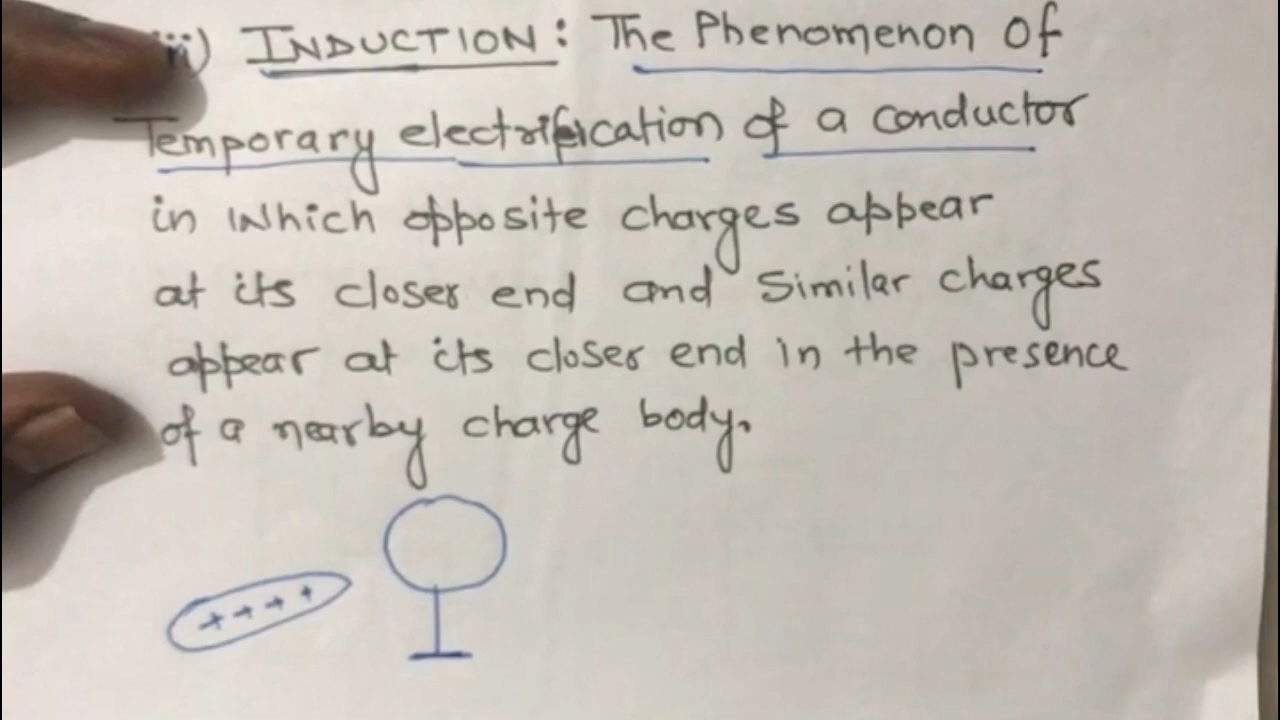 iii) INDUCTION: The Phenomenon Of
Temporary electrification of a conductor
in which opposite charges appear
at its closer end and similar charges
appear at its closer end in the presence
of a nearby charge body.
++++